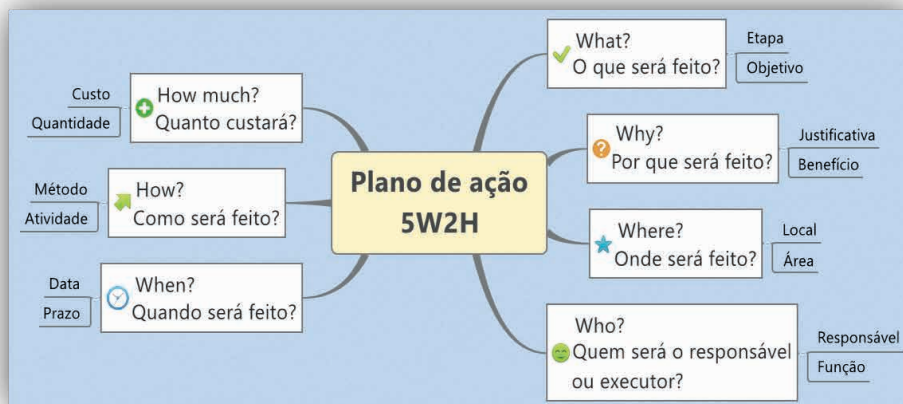 Plano de ação
5W2H
What?
O que será feito?
Etapa
Objetivo
Why?
Por que será feito?
Justificativa
Benefício
Where?
Onde será feito?
Local
Área
Who?
Quem será o responsável
ou executor?
Responsável
Função
When?
Quando será feito?
Data
Prazo
How?
Como será feito?
Método
Atividade
How much?
Quanto custará?
Custo
Quantidade